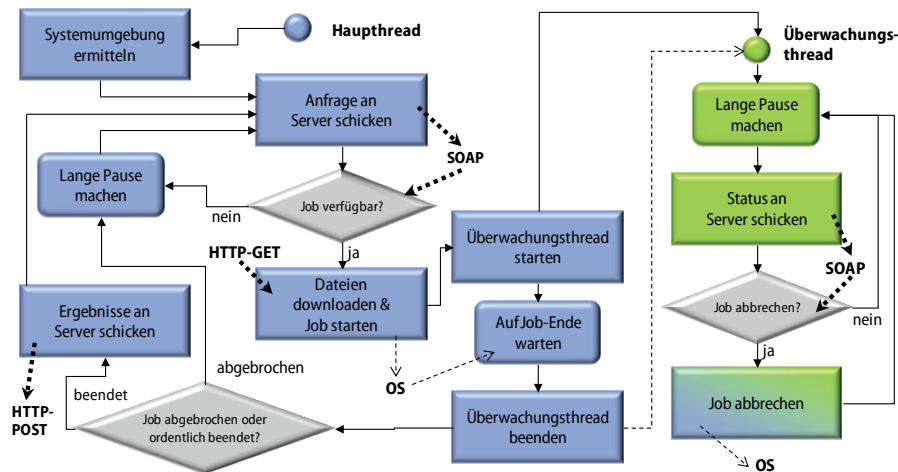 Systemumgebung
ermitteln
Haupthread
Anfrage an
Server schicken
SOAP
Lange Pause
machen
nein
Job verfügbar?
ja
HTTP-GET
Dateien
downloaden &
Job starten
OS
Ergebnisse an
Server schicken
HTTP-
POST
beendet
abgebrochen
Job abgebrochen oder
ordentlich beendet?
Überwachungsthread
starten
Auf Job-Ende
warten
Überwachungsthread
beenden
Überwachungs-
thread
Lange Pause
machen
Status an
Server schicken
SOAP
Job abbrechen?
nein
ja
Job abbrechen
OS